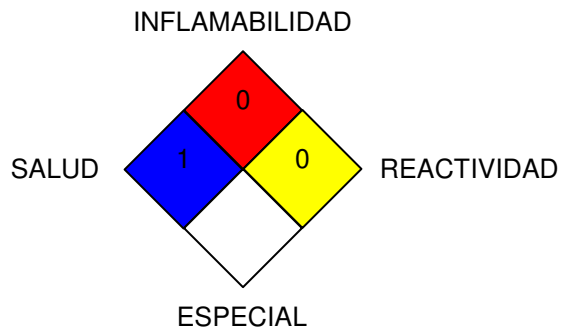 INFLAMABILIDAD
0
SALUD 1 0 REACTIVIDAD
ESPECIAL